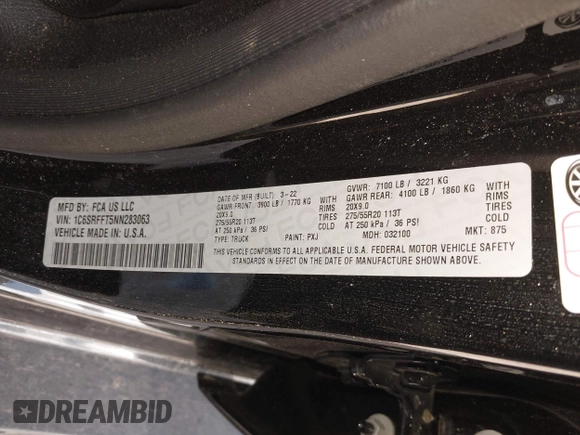 MFD BY: FCA US LLC
VIN: 1C6SRFFT5NN283063
VEHICLE MADE IN: U.S.A.
DATE OF MFR (BUILT) 3-22
GAWR FRONT: 3900 LB / 1770 KG WITH
20X9.0 RIMS
275/55R20 113T TIRES
AT 250 kPa / 36 PSI COLD
TYPE: TRUCK PAINT: PXJ
GVWR: 7100 LB / 3221 KG
GAWR REAR: 4100 LB / 1860 KG WITH
20X9.0 RIMS
275/55R20 113T TIRES
AT 250 kPa / 36 PSI COLD
MDH: 032100 MKT: 875
THIS VEHICLE CONFORMS TO ALL APPLICABLE U.S.A. FEDERAL MOTOR VEHICLE SAFETY
STANDARDS IN EFFECT ON THE DATE OF MANUFACTURE SHOWN ABOVE.
DREAMBID